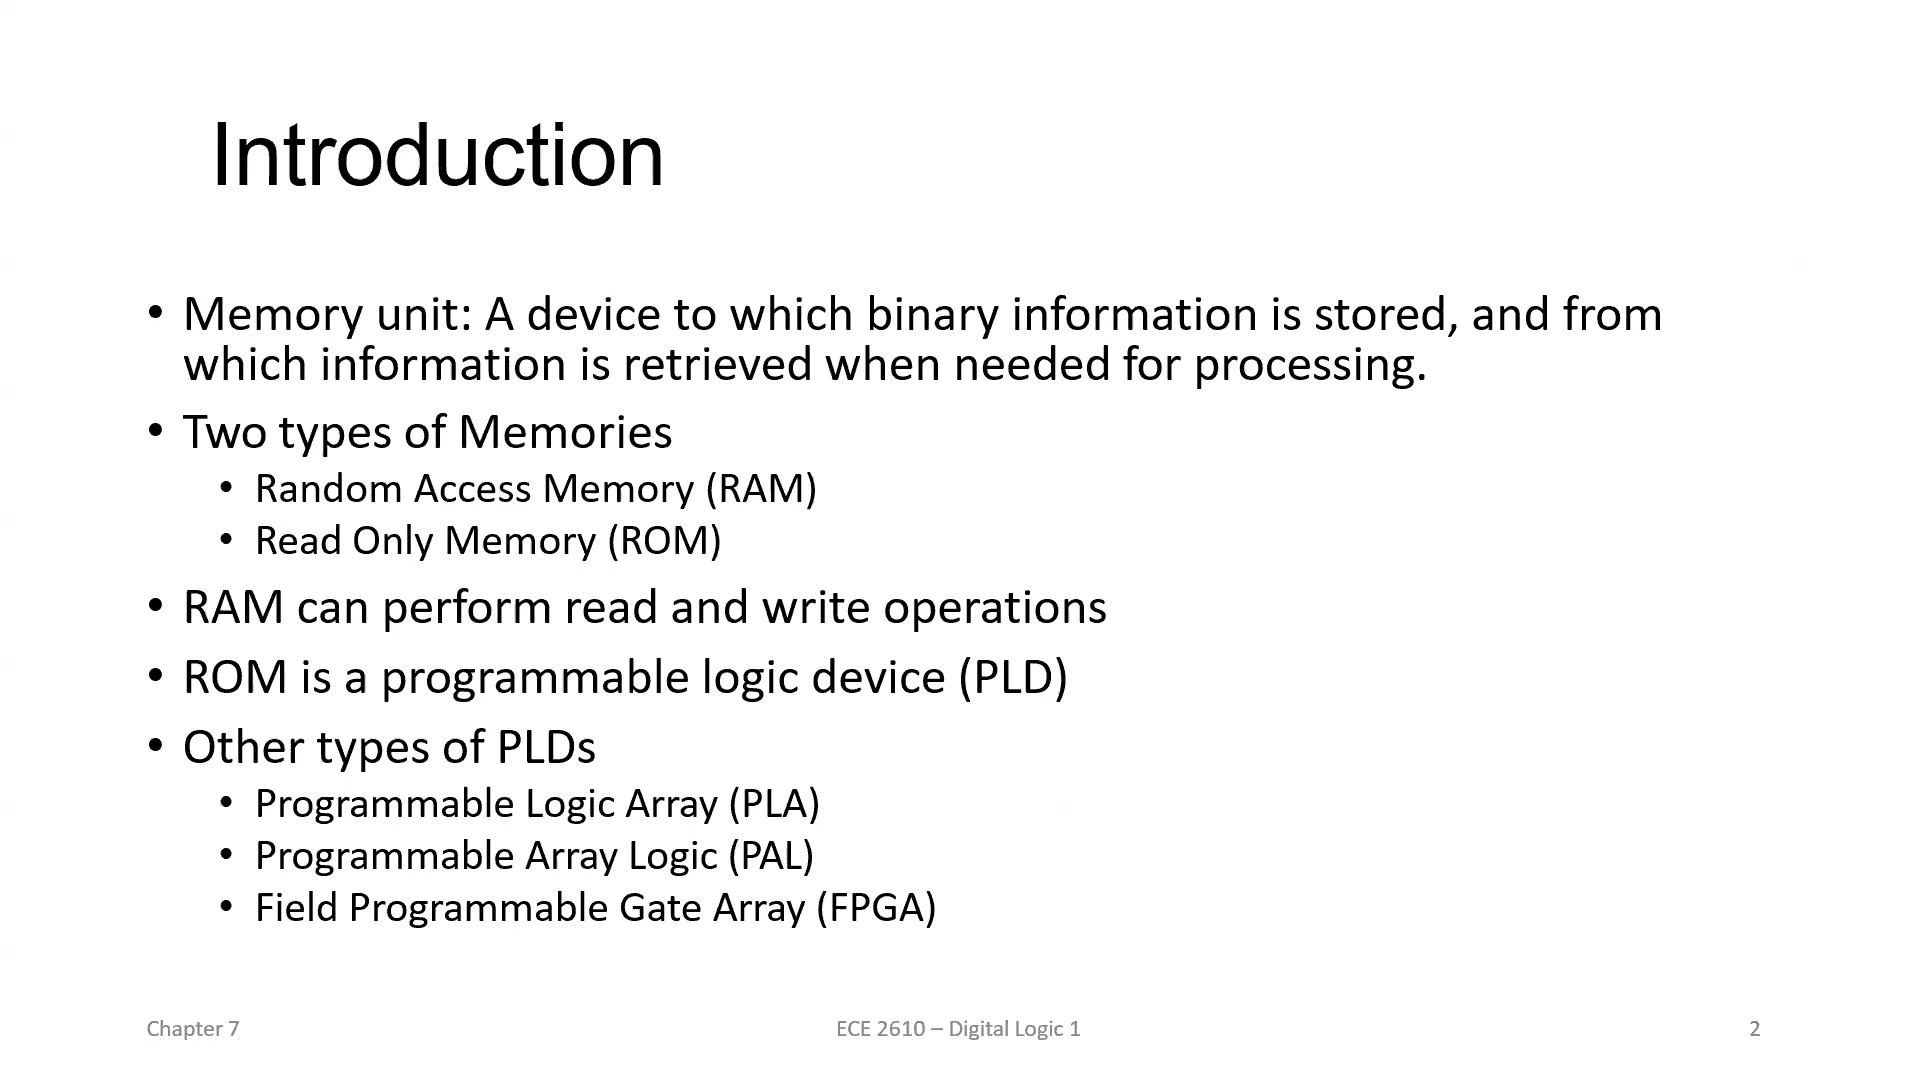 Introduction
• Memory unit: A device to which binary information is stored, and from
which information is retrieved when needed for processing.
• Two types of Memories
• Random Access Memory (RAM)
• Read Only Memory (ROM)
• RAM can perform read and write operations
• ROM is a programmable logic device (PLD)
• Other types of PLDs
• Programmable Logic Array (PLA)
• Programmable Array Logic (PAL)
• Field Programmable Gate Array (FPGA)
Chapter 7
ECE 2610 – Digital Logic 1
2